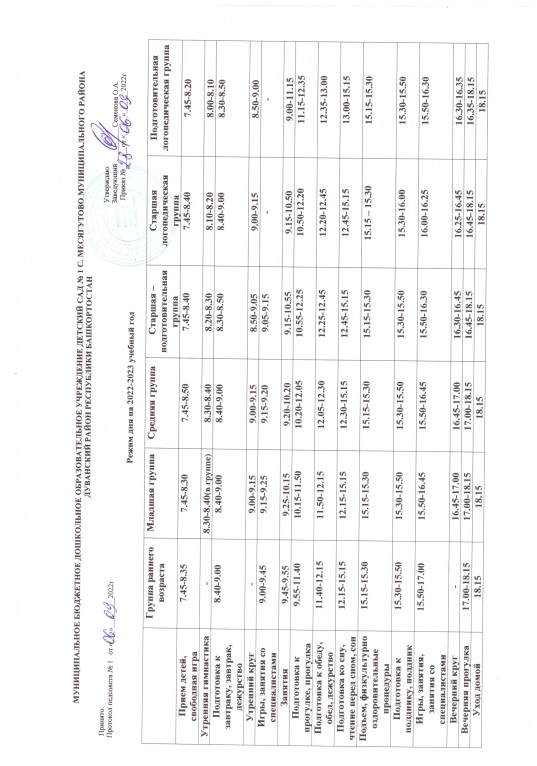 МУНИЦИПАЛЬНОЕ БЮДЖЕТНОЕ ДОШКОЛЬНОЕ ОБРАЗОВАТЕЛЬНОЕ УЧРЕЖДЕНИЕ ДЕТСКИЙ САД № 1 С. МЕСЯГУТОВО МУНИЦИПАЛЬНОГО РАЙОНА
ДУВАНСКИЙ РАЙОН РЕСПУБЛИКИ БАШКОРТОСТАН
Принято:
Протокол педсовета № 1 от «06» 09 2022г
Утверждаю
Заведующий Семенова О.А.
Приказ № от «06» 09 2022г
Режим дня на 2022-2023 учебный год
Группа раннего возраста | Младшая группа | Средняя группа | Старшая – подготовительная группа | Старшая логопедическая группа | Подготовительная логопедическая группа
Прием детей, свободная игра | 7.45-8.35 | 7.45-8.30 | 7.45-8.50 | 7.45-8.40 | 7.45-8.40 | 7.45-8.20
Утренняя гимнастика | - | 8.30-8.40(в группе) | 8.30-8.40 | 8.20-8.30 | 8.10-8.20 | 8.00-8.10
Подготовка к завтраку, завтрак, дежурство | 8.40-9.00 | 8.40-9.00 | 8.40-9.00 | 8.30-8.50 | 8.40-9.00 | 8.30-8.50
Утренний круг | - | 9.00-9.15 | 9.00-9.15 | 8.50-9.05 | 9.00-9.15 | 8.50-9.00
Игры, занятия со специалистами | 9.00-9.45 | 9.15-9.25 | 9.15-9.20 | 9.05-9.15 | - | -
Занятия | 9.45-9.55 | 9.25-10.15 | 9.20-10.20 | 9.15-10.55 | 9.15-10.50 | 9.00-11.15
Подготовка к прогулке, прогулка | 9.55-11.40 | 10.15-11.50 | 10.20-12.05 | 10.55-12.25 | 10.50-12.20 | 11.15-12.35
Подготовка к обеду, обед, дежурство | 11.40-12.15 | 11.50-12.15 | 12.05-12.30 | 12.25-12.45 | 12.20-12.45 | 12.35-13.00
Подготовка ко сну, чтение перед сном, сон | 12.15-15.15 | 12.15-15.15 | 12.30-15.15 | 12.45-15.15 | 12.45-15.15 | 13.00-15.15
Подъем, физкультурно оздоровительные процедуры | 15.15-15.30 | 15.15-15.30 | 15.15-15.30 | 15.15-15.30 | 15.15 – 15.30 | 15.15-15.30
Подготовка к полднику, полдник | 15.30-15.50 | 15.30-15.50 | 15.30-15.50 | 15.30-15.50 | 15.30-16.00 | 15.30-15.50
Игры, занятия, занятия со специалистами | 15.50-17.00 | 15.50-16.45 | 15.50-16.45 | 15.50-16.30 | 16.00-16.25 | 15.50-16.30
Вечерний круг | - | 16.45-17.00 | 16.45-17.00 | 16.30-16.45 | 16.25-16.45 | 16.30-16.35
Вечерняя прогулка | 17.00-18.15 | 17.00-18.15 | 17.00-18.15 | 16.45-18.15 | 16.45-18.15 | 16.35-18.15
Уход домой | 18.15 | 18.15 | 18.15 | 18.15 | 18.15 | 18.15